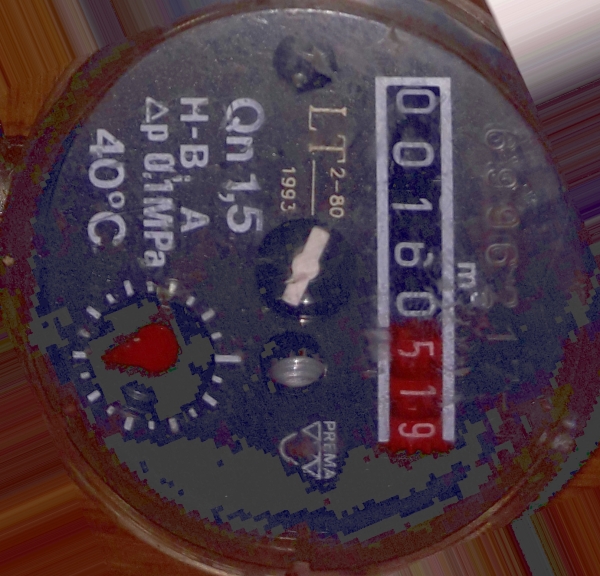 m³
00160519
LT 2-80
1993
PREMA
Qn 1,5
H-B A
Δp 0,1MPa
40°C